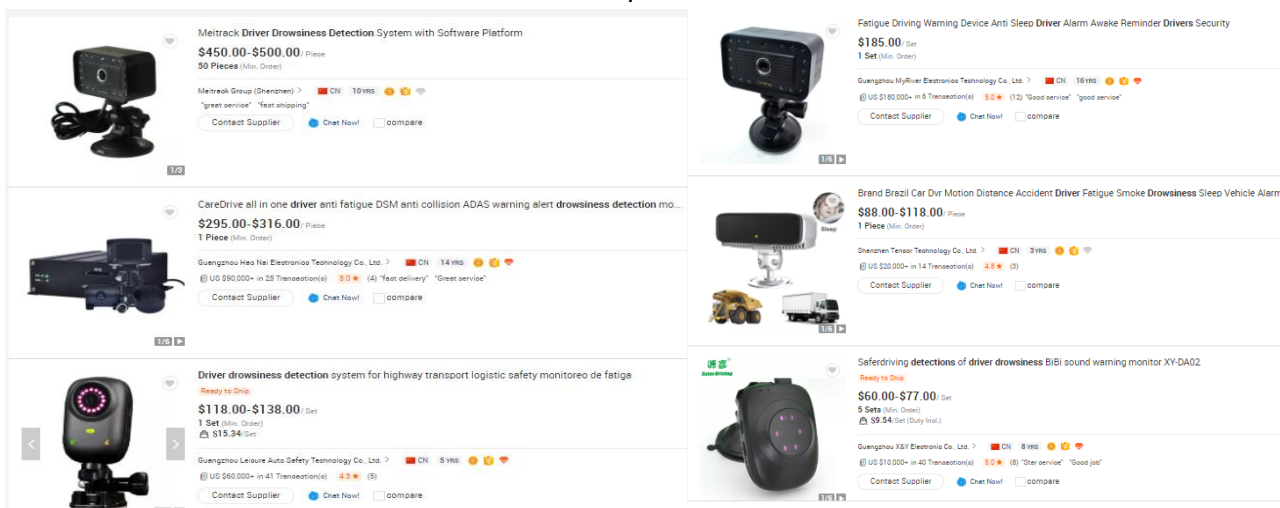 Meitrack Driver Drowsiness Detection System with Software Platform
$450.00-$500.00/ Piece
50 Pieces (Min. Order)
Meitrack Group (Shenzhen) > CN 10 YRS
"great service" "fast shipping"
Contact Supplier Chat Now! compare
1/3
CareDrive all in one driver anti fatigue DSM anti collision ADAS warning alert drowsiness detection mo....
$295.00-$316.00/ Piece
1 Piece (Min. Order)
Guangzhou Hao Nai Electronics Technology Co., Ltd. > CN 14 YRS
US $90,000+ in 25 Transaction(s) 5.0 ★ (4) "fast delivery" "Great service"
Contact Supplier Chat Now! compare
1/6
Driver drowsiness detection system for highway transport logistic safety monitoreo de fatiga
Ready to Ship
$118.00-$138.00/ Set
1 Set (Min. Order)
$15.34/Set
Guangzhou Leisure Auto Safety Technology Co., Ltd. > CN 5 YRS
US $60,000+ in 41 Transaction(s) 4.3 ★ (5)
Contact Supplier Chat Now! compare
Fatigue Driving Warning Device Anti Sleep Driver Alarm Awake Reminder Drivers Security
$185.00/ Set
1 Set (Min. Order)
Guangzhou MyRiver Electronics Technology Co., Ltd. > CN 16 YRS
US $180,000+ in 6 Transaction(s) 5.0 ★ (12) "Good service" "good service"
Contact Supplier Chat Now! compare
1/6
Brand Brazil Car Dvr Motion Distance Accident Driver Fatigue Smoke Drowsiness Sleep Vehicle Alarm
Sleep
$88.00-$118.00/ Piece
1 Piece (Min. Order)
Shenzhen Tensor Technology Co., Ltd. > CN 3 YRS
US $20,000+ in 14 Transaction(s) 4.8 ★ (3)
Contact Supplier Chat Now! compare
1/6
Saferdriving detections of driver drowsiness BiBi sound warning monitor XY-DA02
SaferDriving
Ready to Ship
$60.00-$77.00/ Set
5 Sets (Min. Order)
$9.54/Set (Duty Incl.)
Guangzhou X&Y Electronic Co., Ltd. > CN 8 YRS
US $10,000+ in 40 Transaction(s) 5.0 ★ (8) "Star service" "Good job"
Contact Supplier Chat Now! compare
1/6